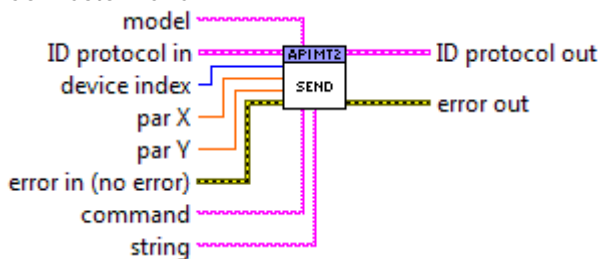 model
ID protocol in
APIMT2
ID protocol out
device index
SEND
par X
error out
par Y
error in (no error)
command
string